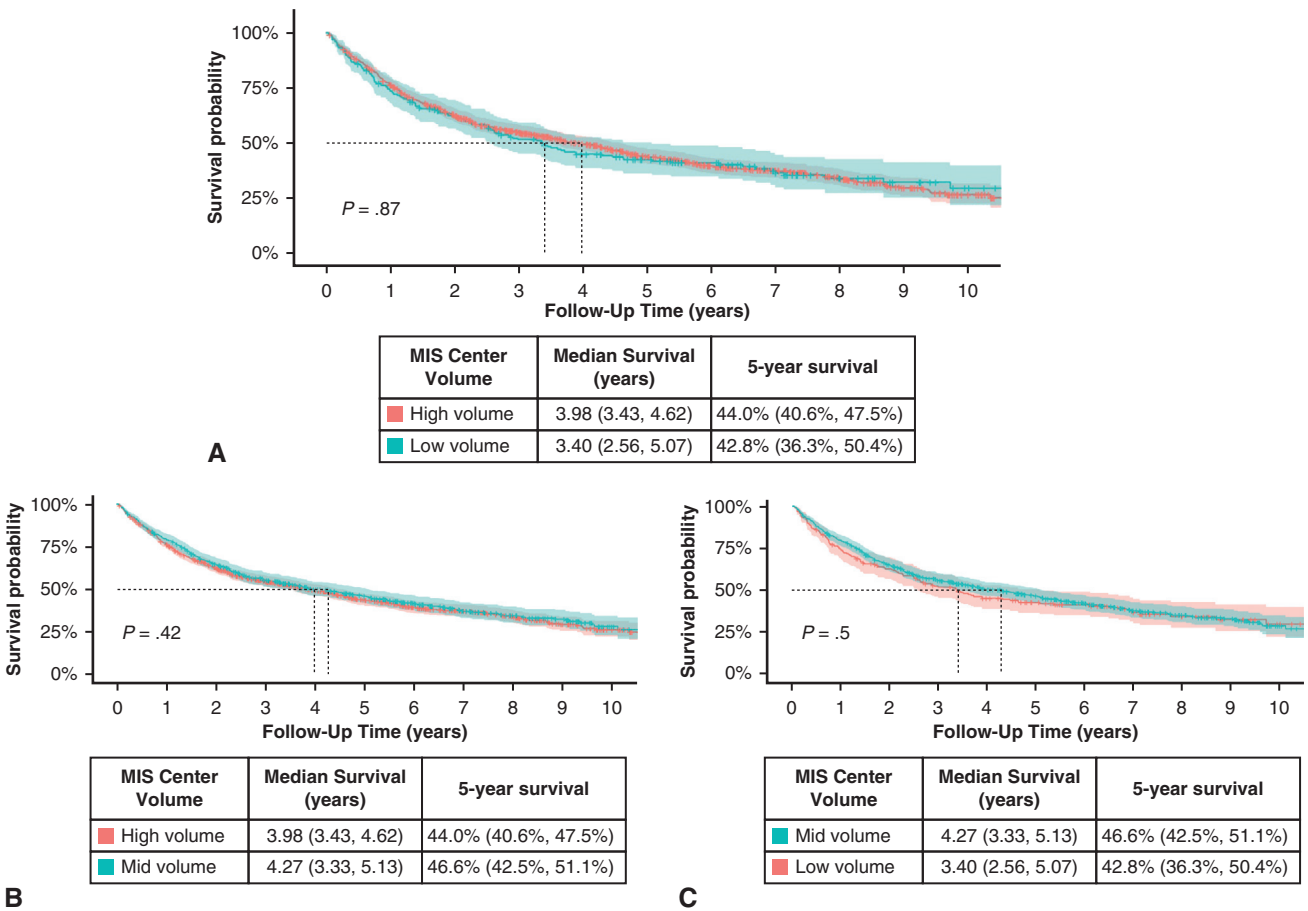 100%
75%
50%
25%
0%
Survival probability
P = .87
0 1 2 3 4 5 6 7 8 9 10
Follow-Up Time (years)
MIS Center Volume Median Survival (years) 5-year survival
High volume 3.98 (3.43, 4.62) 44.0% (40.6%, 47.5%)
Low volume 3.40 (2.56, 5.07) 42.8% (36.3%, 50.4%)
A
100%
75%
50%
25%
0%
Survival probability
P = .42
0 1 2 3 4 5 6 7 8 9 10
Follow-Up Time (years)
MIS Center Volume Median Survival (years) 5-year survival
High volume 3.98 (3.43, 4.62) 44.0% (40.6%, 47.5%)
Mid volume 4.27 (3.33, 5.13) 46.6% (42.5%, 51.1%)
B
100%
75%
50%
25%
0%
Survival probability
P = .5
0 1 2 3 4 5 6 7 8 9 10
Follow-Up Time (years)
MIS Center Volume Median Survival (years) 5-year survival
Mid volume 4.27 (3.33, 5.13) 46.6% (42.5%, 51.1%)
Low volume 3.40 (2.56, 5.07) 42.8% (36.3%, 50.4%)
C